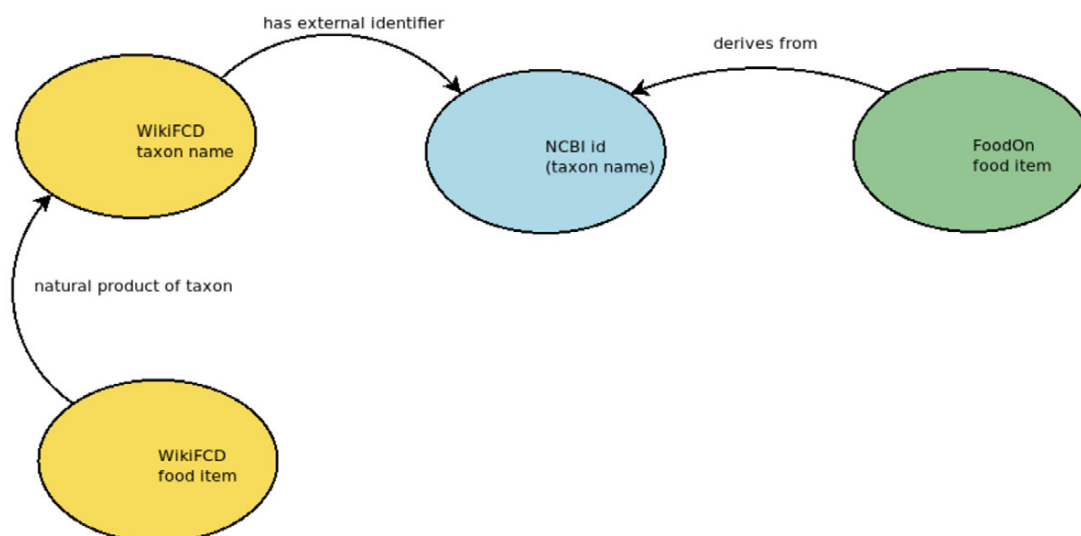 has external identifier
derives from
WikiFCD
taxon name
NCBI id
(taxon name)
FoodOn
food item
natural product of taxon
WikiFCD
food item